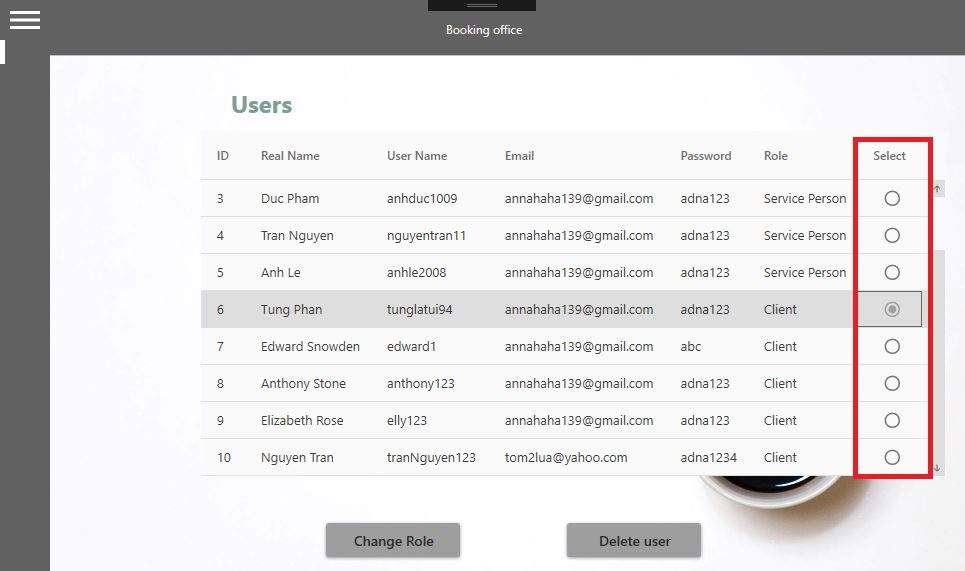 Booking office
Users
ID Real Name User Name Email Password Role Select
3 Duc Pham anhduc1009 annahaha139@gmail.com adna123 Service Person
4 Tran Nguyen nguyentran11 annahaha139@gmail.com adna123 Service Person
5 Anh Le anhle2008 annahaha139@gmail.com adna123 Service Person
6 Tung Phan tunglatui94 annahaha139@gmail.com adna123 Client
7 Edward Snowden edward1 annahaha139@gmail.com abc Client
8 Anthony Stone anthony123 annahaha139@gmail.com adna123 Client
9 Elizabeth Rose elly123 annahaha139@gmail.com adna123 Client
10 Nguyen Tran tranNguyen123 tom2lua@yahoo.com adna1234 Client
Change Role Delete user